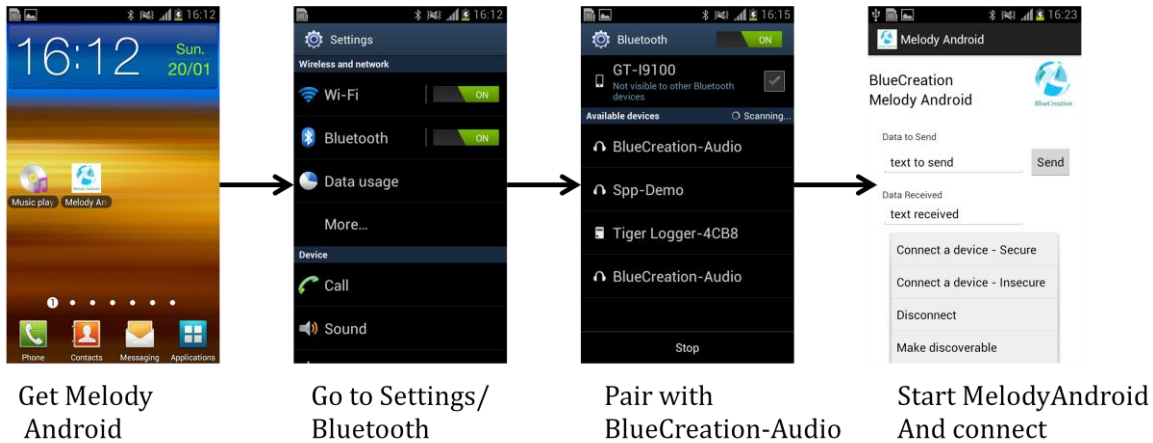 16:12
16:12
Sun.
20/01
Music play
Melody An
1
Phone
Contacts
Messaging
Applications
Get Melody
Android
16:12
Settings
Wireless and network
Wi-Fi
ON
Bluetooth
ON
Data usage
More...
Device
Call
Sound
Go to Settings/
Bluetooth
16:15
Bluetooth
ON
GT-I9100
Not visible to other Bluetooth
devices
Available devices
Scanning...
BlueCreation-Audio
Spp-Demo
Tiger Logger-4CB8
BlueCreation-Audio
Stop
Pair with
BlueCreation-Audio
16:23
Melody Android
BlueCreation
Melody Android
BlueCreation
Data to Send
text to send
Send
Data Received
text received
Connect a device - Secure
Connect a device - Insecure
Disconnect
Make discoverable
Start MelodyAndroid
And connect